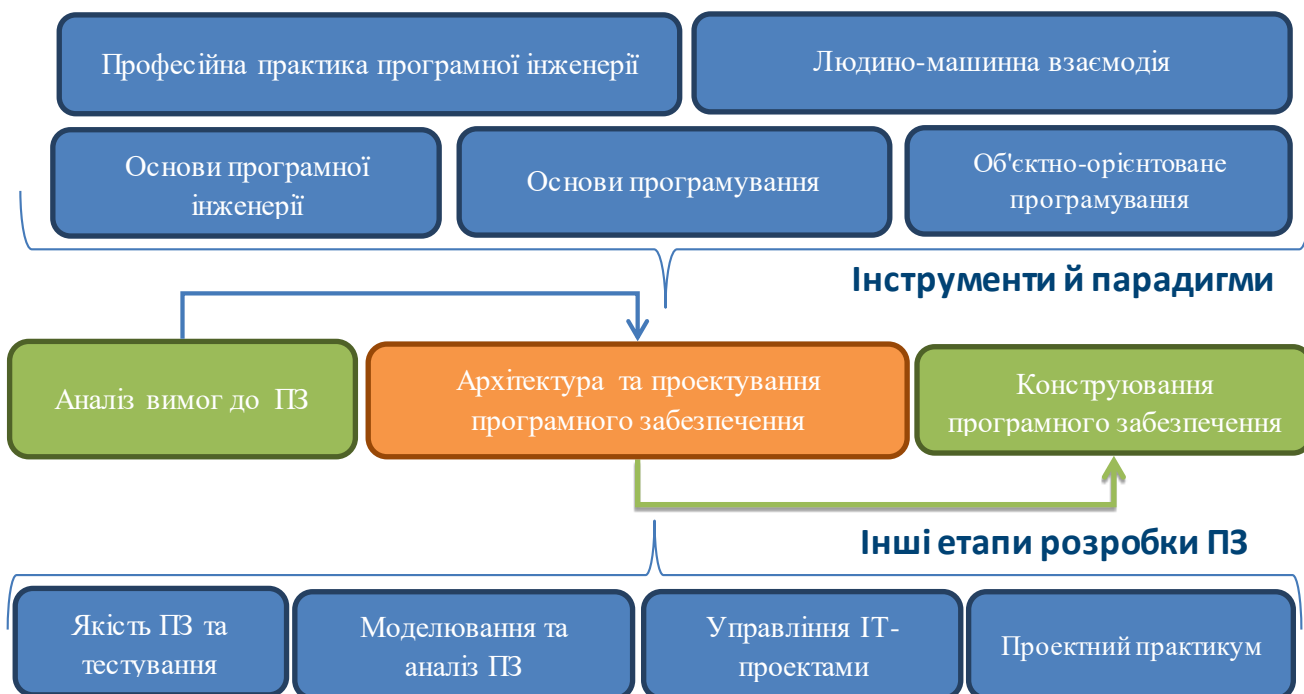 Професійна практика програмної інженерії
Людино-машинна взаємодія
Основи програмної
інженерії
Основи програмування
Об'єктно-орієнтоване
програмування
Інструменти й парадигми
Аналіз вимог до ПЗ
Архітектура та проектування
програмного забезпечення
Конструювання
програмного забезпечення
Інші етапи розробки ПЗ
Якість ПЗ та
тестування
Моделювання та
аналіз ПЗ
Управління ІТ-
проектами
Проектний практикум